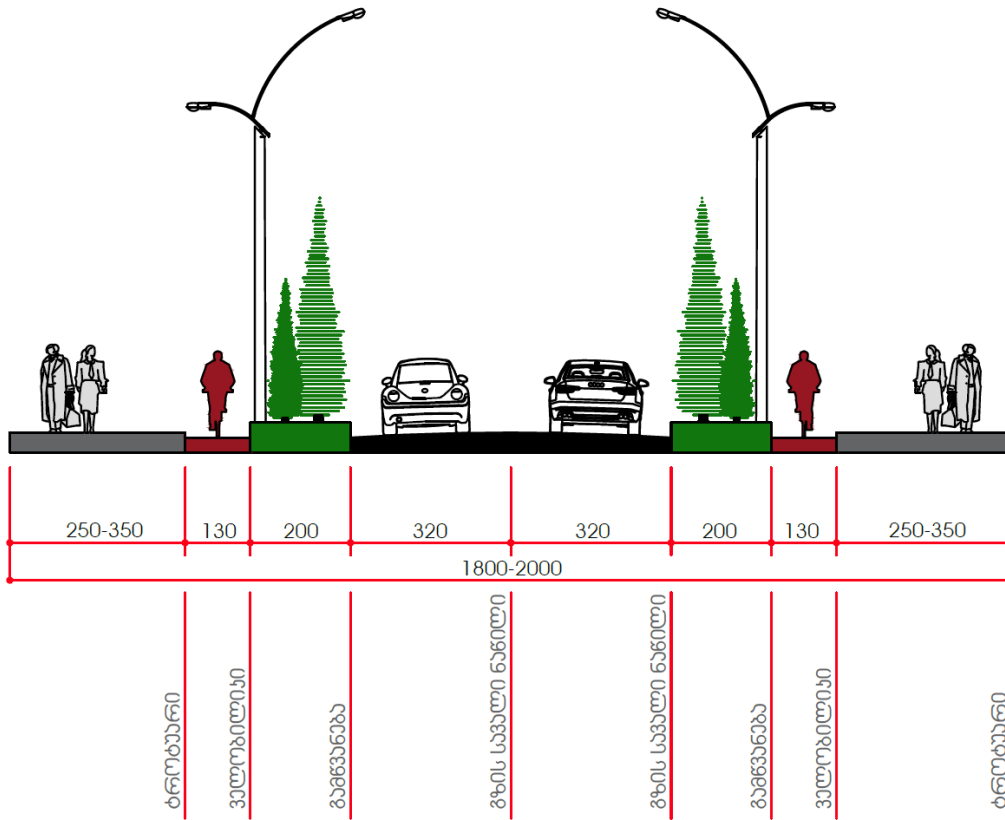 250-350
130
200
320
320
200
130
250-350
1800-2000
ტროტუარი
ველობილიკი
გამწვანება
გზის სავალი ნაწილი
გზის სავალი ნაწილი
გამწვანება
ველობილიკი
ტროტუარი